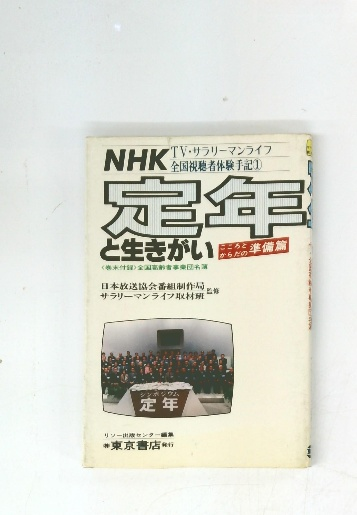 NHK
TV・サラリーマンライフ
全国視聴者体験手記①
定年
と生きがい
こころと
からだの
準備篇
〈巻末付録〉全国高齢者事業団名簿
日本放送協会番組制作局
サラリーマンライフ取材班
監修
シンポジウム
定年
リソー出版センター編集
㈱東京書店発行